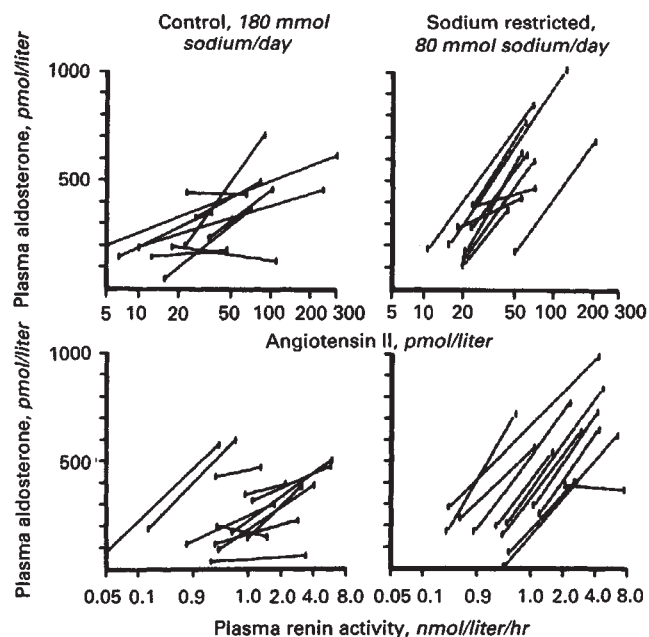 Control, 180 mmol sodium/day
Sodium restricted, 80 mmol sodium/day
Plasma aldosterone, pmol/liter
1000
500
5 10 20 50 100 200 300
5 10 20 50 100 200 300
Angiotensin II, pmol/liter
Plasma aldosterone, pmol/liter
1000
500
0.05 0.1 0.9 1.0 2.0 4.0 8.0
0.05 0.1 0.9 1.0 2.0 4.0 8.0
Plasma renin activity, nmol/liter/hr